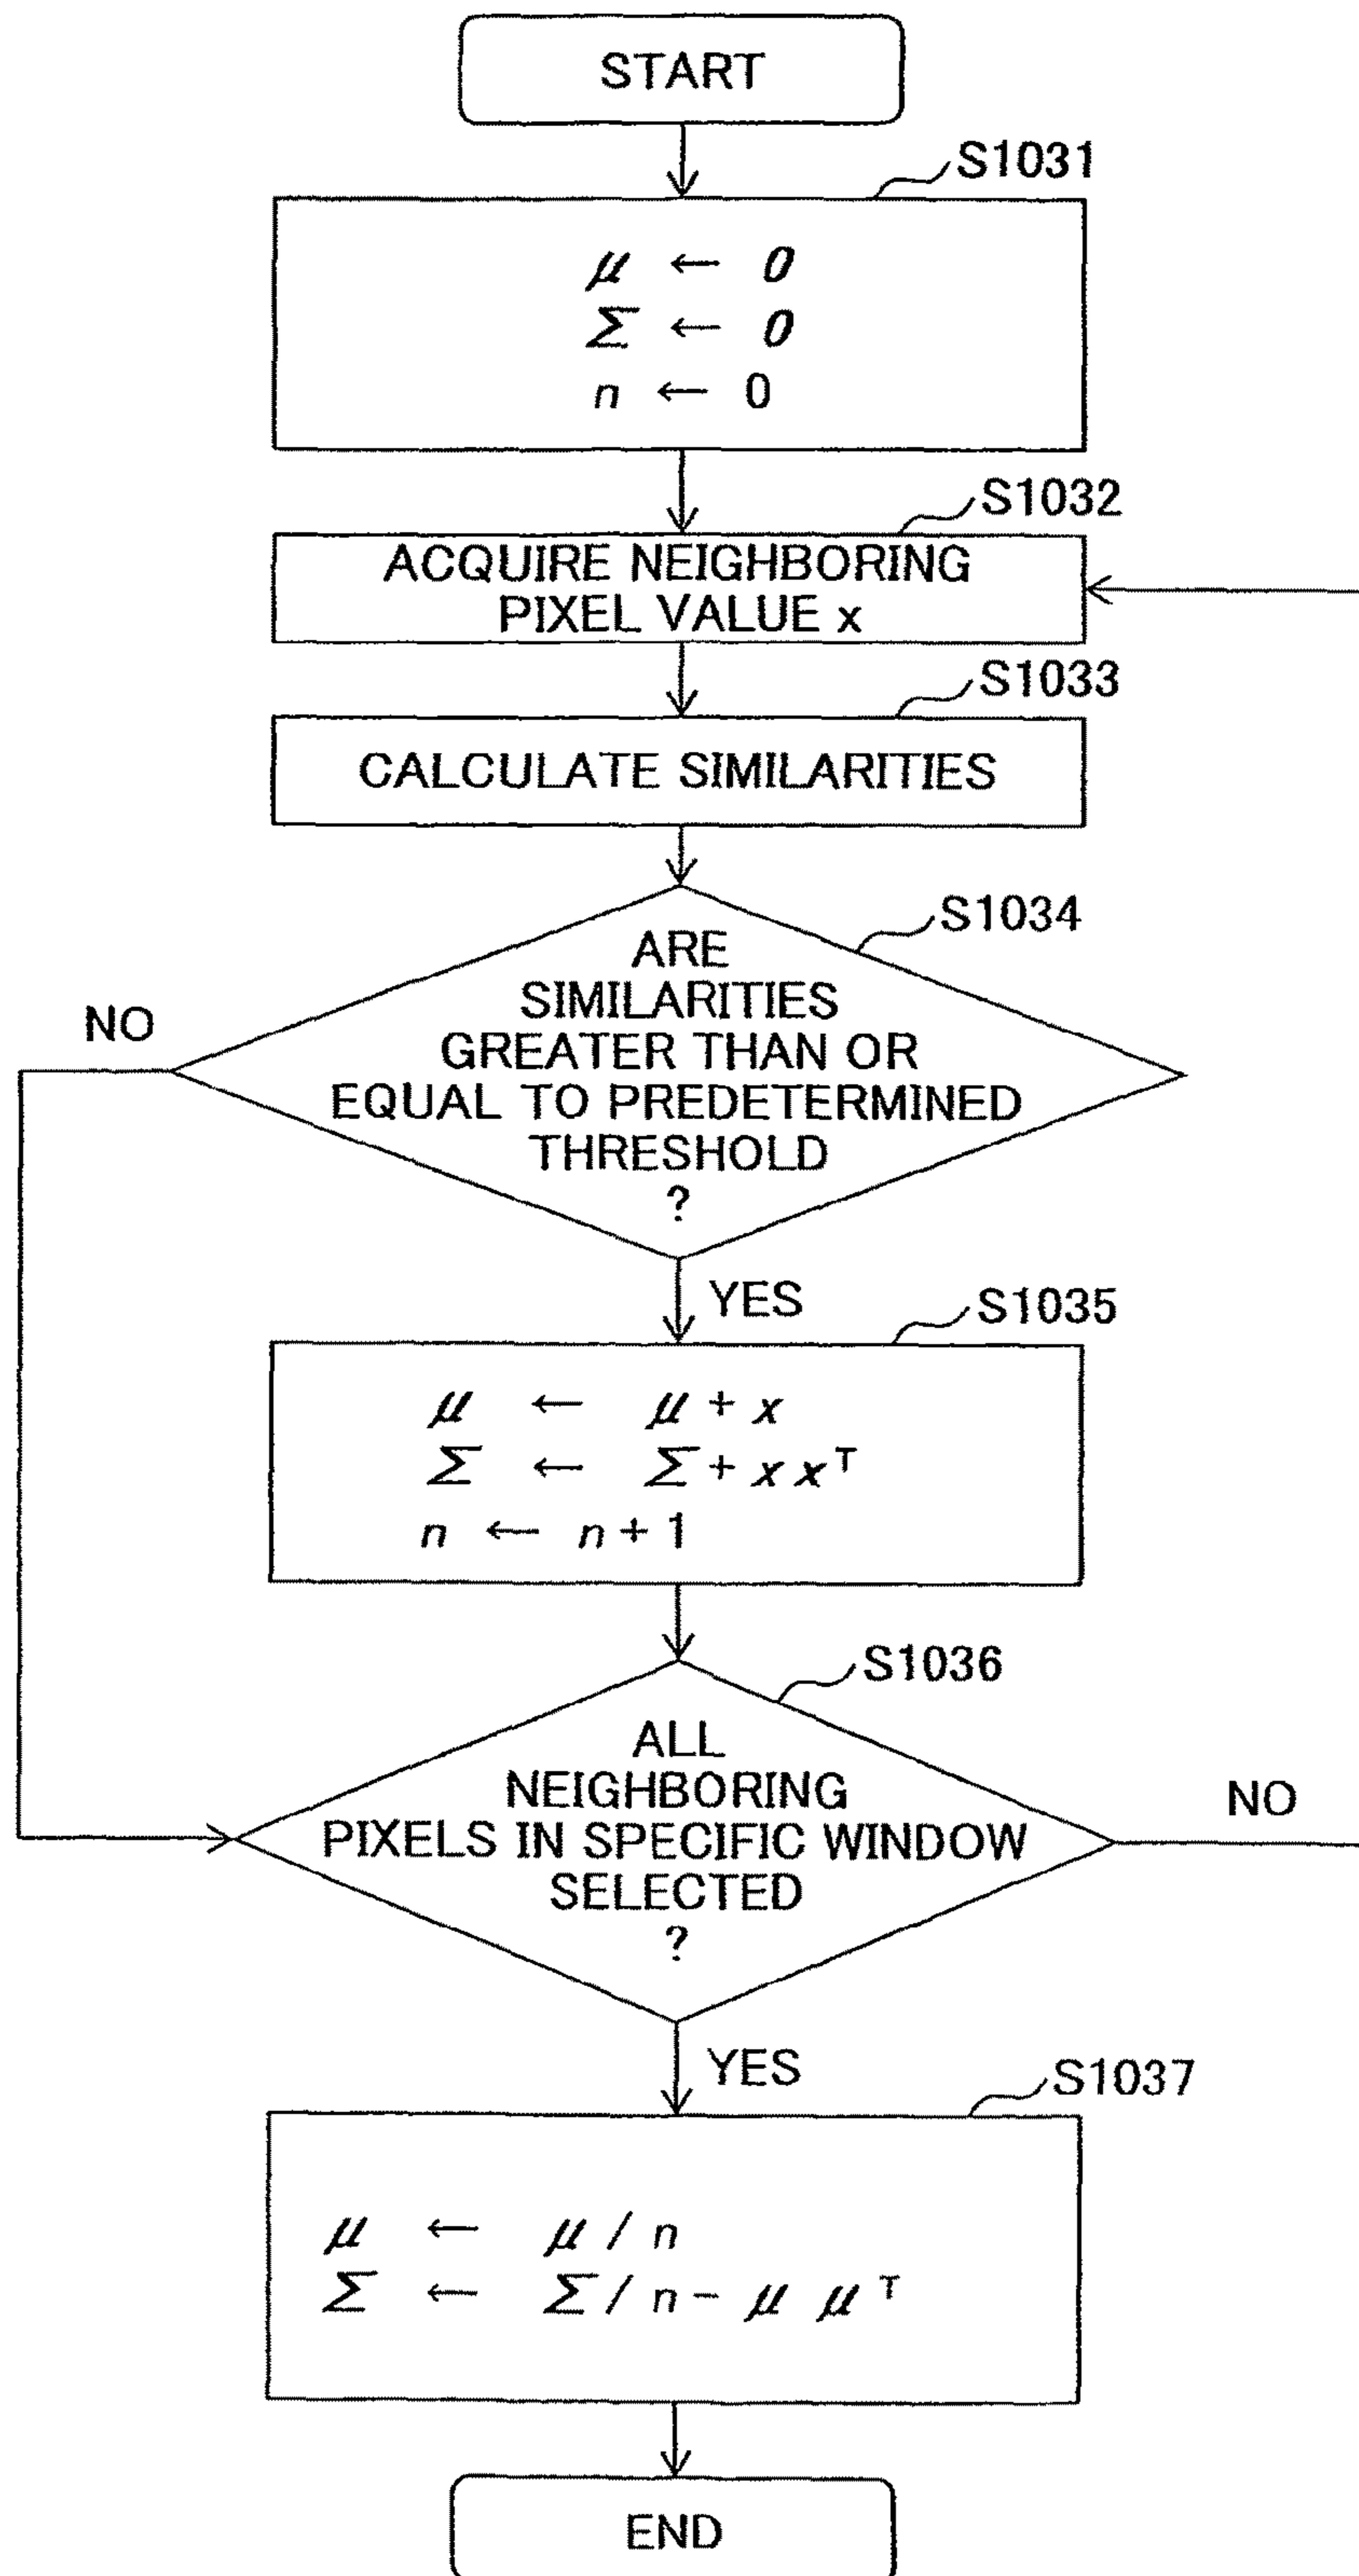 START
S1031
μ ← 0
Σ ← 0
n ← 0
S1032
ACQUIRE NEIGHBORING
PIXEL VALUE x
S1033
CALCULATE SIMILARITIES
S1034
ARE
SIMILARITIES
GREATER THAN OR
EQUAL TO PREDETERMINED
THRESHOLD
?
NO
YES
S1035
μ ← μ + x
Σ ← Σ + x x ᵀ
n ← n + 1
S1036
ALL
NEIGHBORING
PIXELS IN SPECIFIC WINDOW
SELECTED
?
NO
YES
S1037
μ ← μ / n
Σ ← Σ / n - μ μ ᵀ
END